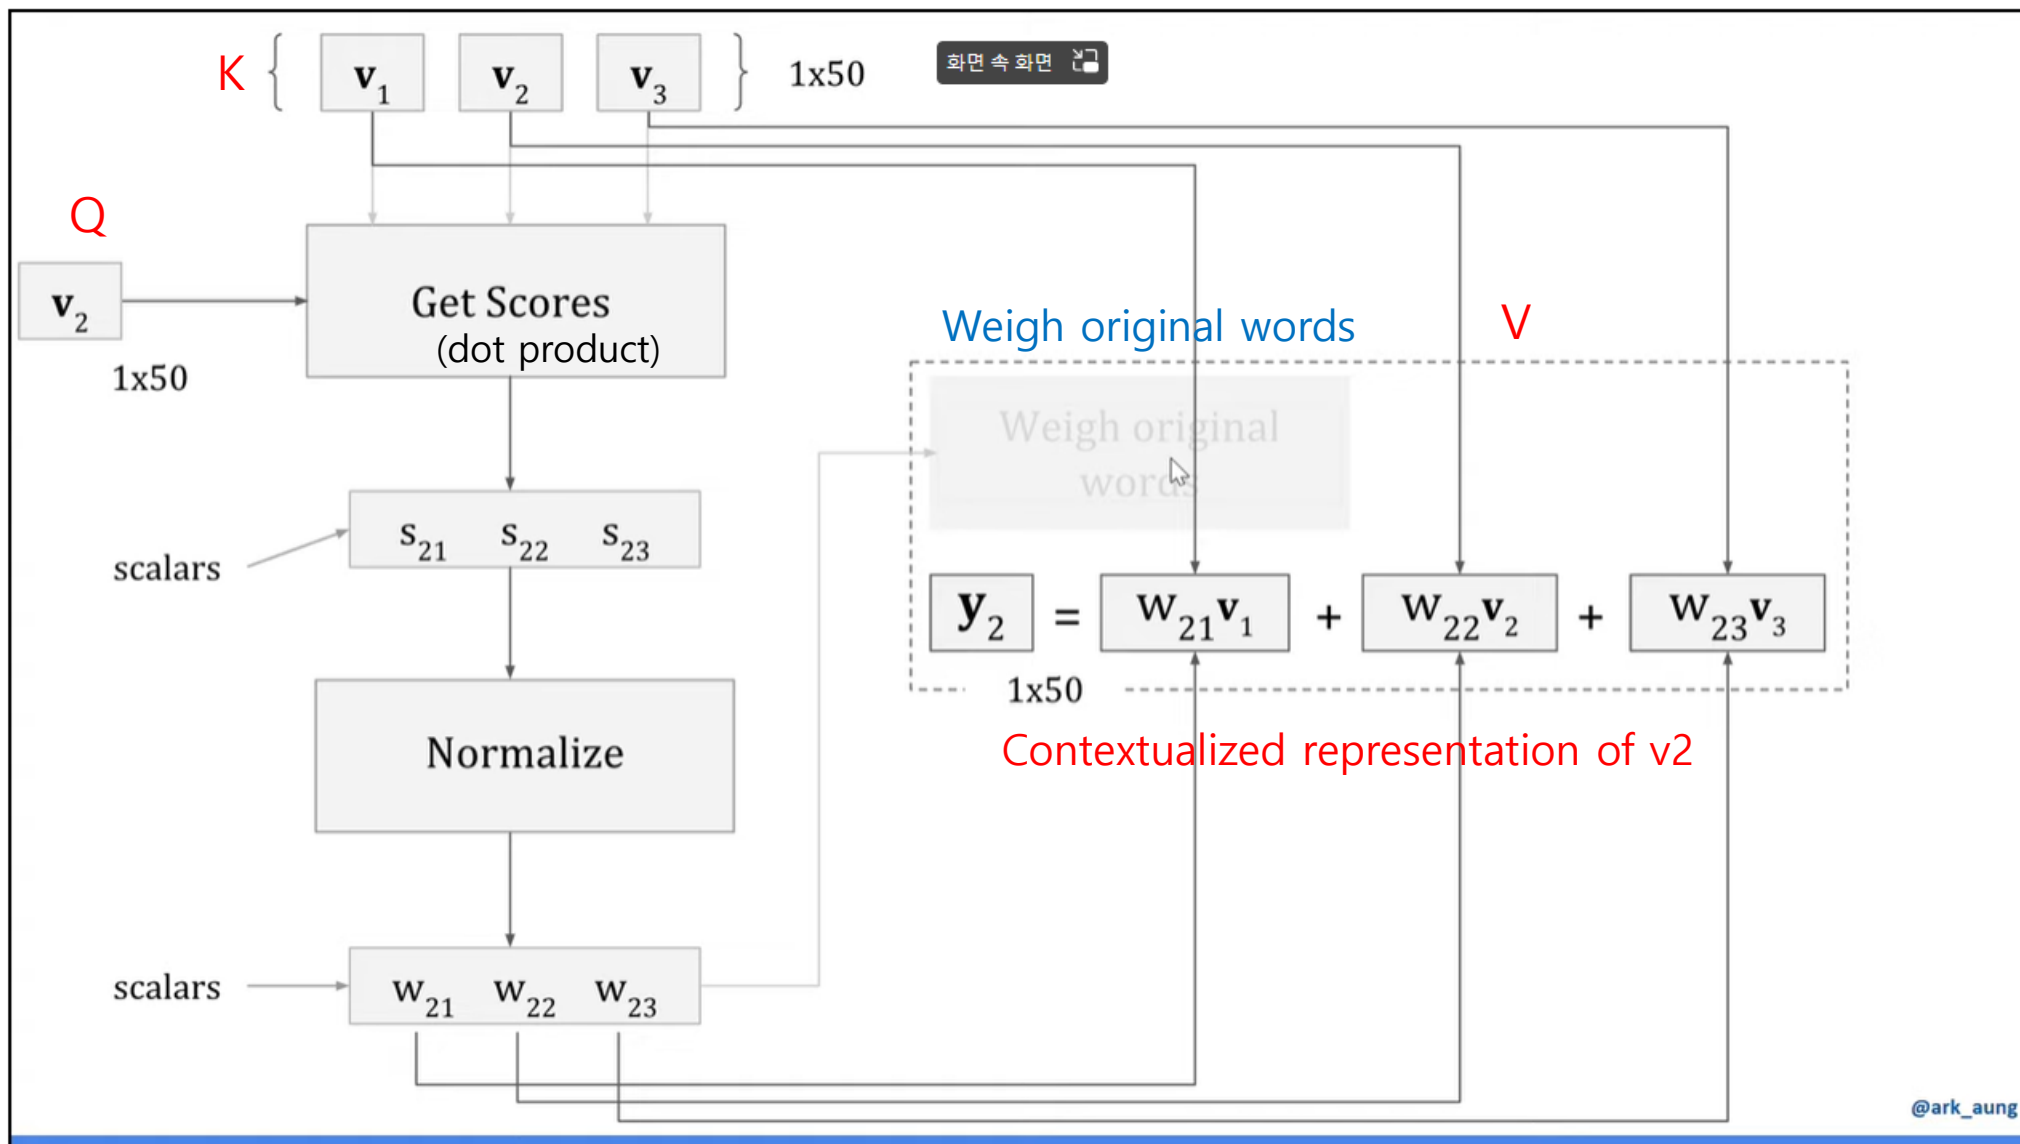 K { v1 v2 v3 } 1x50
화면 속 화면
Q
v2
1x50
Get Scores
(dot product)
Weigh original words
V
Weigh original
words
scalars
s21 s22 s23
y2 = w21v1 + w22v2 + w23v3
1x50
Contextualized representation of v2
Normalize
scalars
w21 w22 w23
@ark_aung